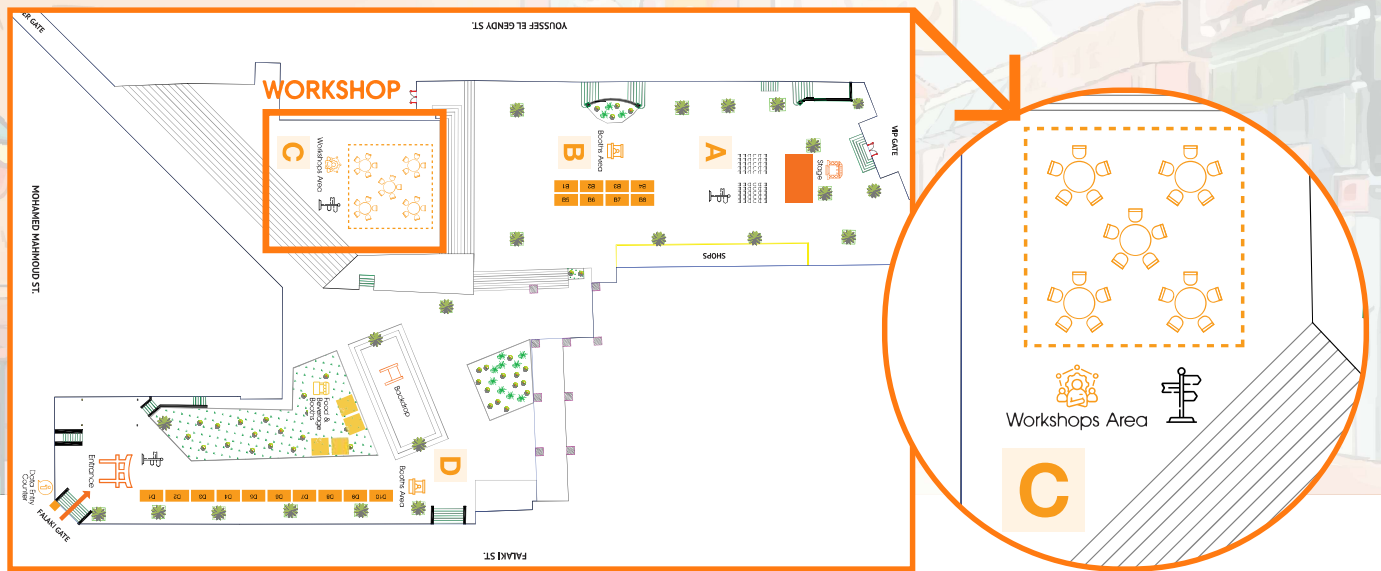 YOUSSEF EL GENDY ST.
ER GATE
WORKSHOP
C
Workshops Area
B
Booths Area
B1 B2 B3 B4
B5 B6 B7 B8
A
Stage
VIP GATE
SHOPS
MOHAMED MAHMOUD ST.
Backdrop
Food &
Beverage
Booths
D
Booths Area
Entrance
D1 D2 D3 D4 D5 D6 D7 D8 D9 D10
Data Entry
Counter
FALAKI GATE
FALAKI ST.
Workshops Area
C